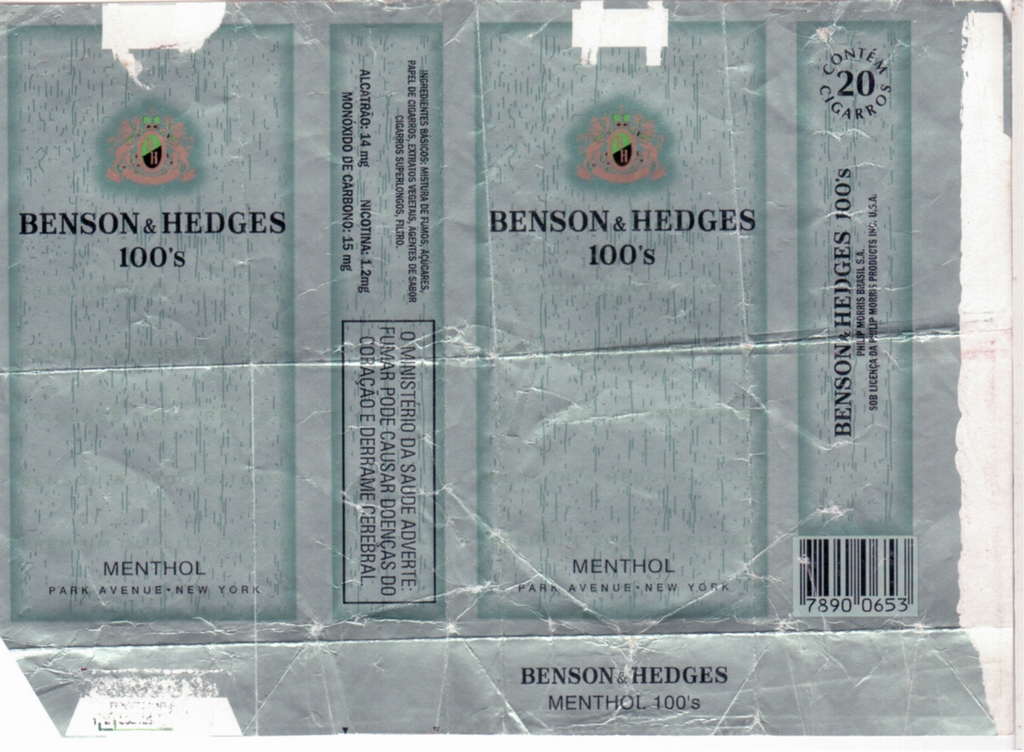 BENSON & HEDGES
100's
MENTHOL
PARK AVENUE • NEW YORK
INGREDIENTES BÁSICOS: MISTURA DE FUMOS, AÇÚCARES,
PAPEL DE CIGARROS, EXTRATOS VEGETAIS, AGENTES DE SABOR
CIGARROS SUPERLONGOS, FILTRO.
ALCATRÃO: 14 mg NICOTINA: 1.2mg
MONÓXIDO DE CARBONO: 15 mg
O MINISTÉRIO DA SAÚDE ADVERTE:
FUMAR PODE CAUSAR DOENÇAS DO
CORAÇÃO E DERRAME CEREBRAL.
BENSON & HEDGES
100's
MENTHOL
PARK AVENUE • NEW YORK
CONTÉM
20
CIGARROS
BENSON & HEDGES 100's
PHILIP MORRIS BRASIL S.A.
SOB LICENÇA DA PHILIP MORRIS PRODUCTS INC. U.S.A.
7890 0653
BENSON & HEDGES
MENTHOL 100's